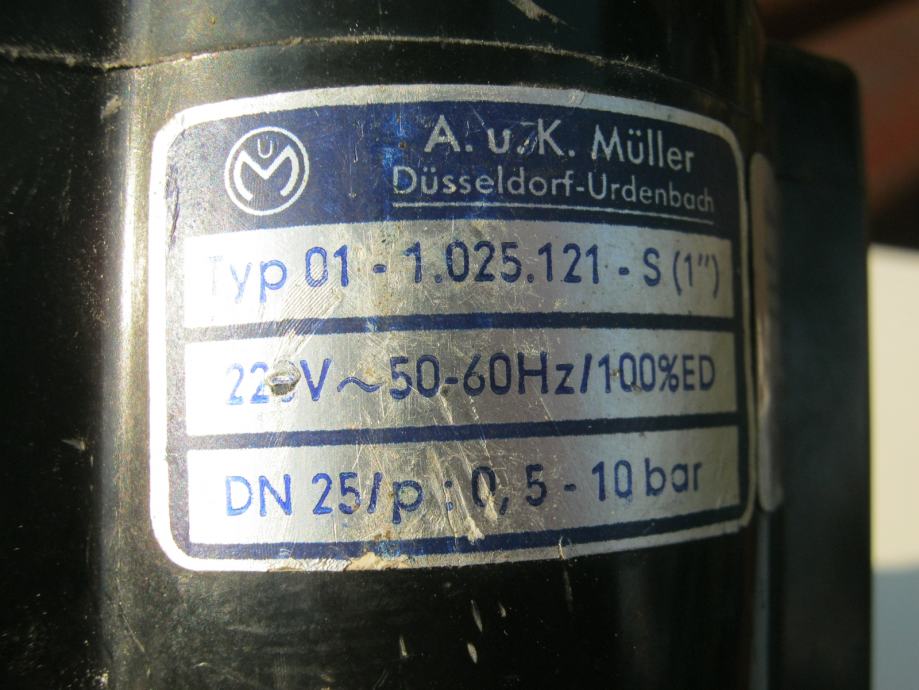 A. u. K. Müller
Düsseldorf-Urdenbach
Typ 01 - 1.025.121 - S (1")
V ~ 50-60Hz/100%ED
DN 25/p : 0,5 - 10 bar